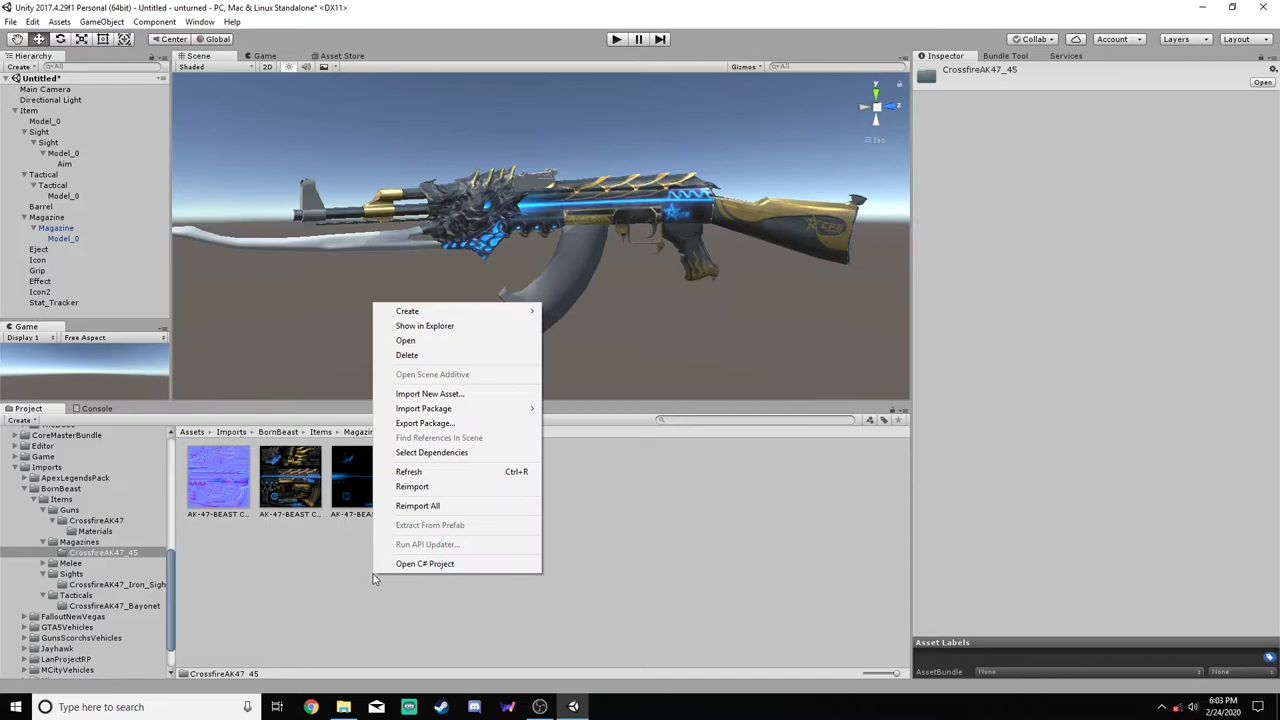 Unity 2017.4.29f1 Personal (64bit) - Untitled - unturned - PC, Mac & Linux Standalone* <DX11>
File Edit Assets GameObject Component Window Help
Center Global Collab Account Layers Layout
Hierarchy
Scene Game Asset Store
Inspector Bundle Tool Services
Create All
Shaded 2D Gizmos All
CrossfireAK47_45
Open
Untitled*
Main Camera
Directional Light
Item
Model_0
Sight
Sight
Model_0
Aim
Tactical
Tactical
Model_0
Barrel
Magazine
Magazine
Model_0
Eject
Icon
Grip
Effect
Icon2
Stat_Tracker
y
z
Iso
Game
Display 1 Free Aspect
Create
Show in Explorer
Open
Delete
Open Scene Additive
Import New Asset...
Import Package
Export Package...
Find References In Scene
Select Dependencies
Refresh Ctrl+R
Reimport
Reimport All
Extract From Prefab
Run API Updater...
Open C# Project
Project Console
Create
CoreMasterBundle
Editor
Game
Imports
ApexLegendsPack
BornBeast
Items
Guns
CrossfireAK47
Materials
Magazines
CrossfireAK47_45
Melee
Sights
CrossfireAK47_Iron_Sigh
Tacticals
CrossfireAK47_Bayonet
FalloutNewVegas
GTA5Vehicles
GunsScorchsVehicles
Jayhawk
LanProjectRP
MCityVehicles
Assets Imports BornBeast Items Magazin
AK-47-BEAST C... AK-47-BEAST C... AK-47-BEAS
CrossfireAK47_45
Asset Labels
AssetBundle None None
Type here to search
6:03 PM
2/24/2020